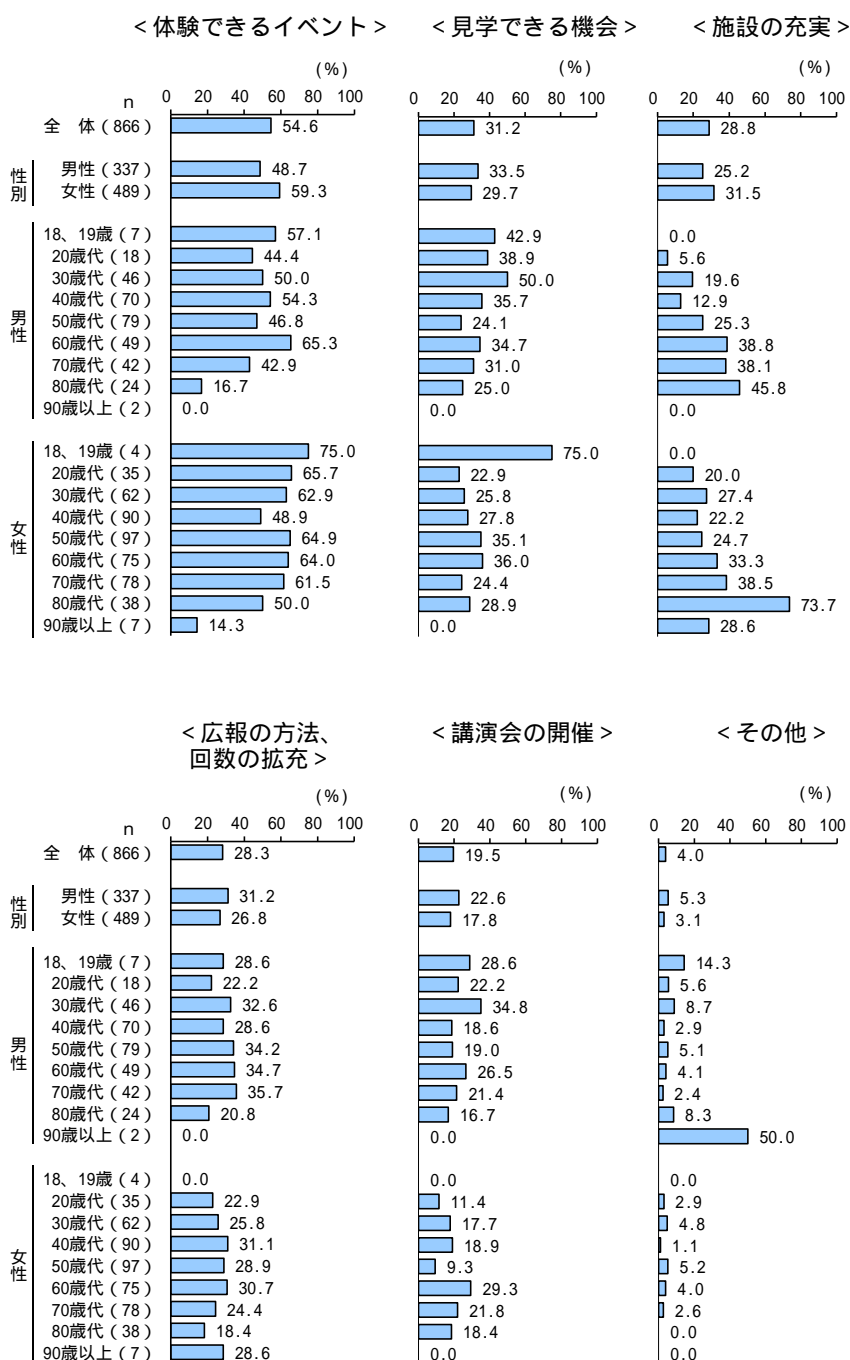 ＜体験できるイベント＞ ＜見学できる機会＞ ＜施設の充実＞
(%) (%) (%)
n 0 20 40 60 80 100 0 20 40 60 80 100 0 20 40 60 80 100
全 体(866) 54.6 31.2 28.8
性別
男性(337) 48.7 33.5 25.2
女性(489) 59.3 29.7 31.5
男性
18、19歳(7) 57.1 42.9 0.0
20歳代(18) 44.4 38.9 5.6
30歳代(46) 50.0 50.0 19.6
40歳代(70) 54.3 35.7 12.9
50歳代(79) 46.8 24.1 25.3
60歳代(49) 65.3 34.7 38.8
70歳代(42) 42.9 31.0 38.1
80歳代(24) 16.7 25.0 45.8
90歳以上(2) 0.0 0.0 0.0
女性
18、19歳(4) 75.0 75.0 0.0
20歳代(35) 65.7 22.9 20.0
30歳代(62) 62.9 25.8 27.4
40歳代(90) 48.9 27.8 22.2
50歳代(97) 64.9 35.1 24.7
60歳代(75) 64.0 36.0 33.3
70歳代(78) 61.5 24.4 38.5
80歳代(38) 50.0 28.9 73.7
90歳以上(7) 14.3 0.0 28.6
＜広報の方法、
回数の拡充＞ ＜講演会の開催＞ ＜その他＞
(%) (%) (%)
n 0 20 40 60 80 100 0 20 40 60 80 100 0 20 40 60 80 100
全 体(866) 28.3 19.5 4.0
性別
男性(337) 31.2 22.6 5.3
女性(489) 26.8 17.8 3.1
男性
18、19歳(7) 28.6 28.6 14.3
20歳代(18) 22.2 22.2 5.6
30歳代(46) 32.6 34.8 8.7
40歳代(70) 28.6 18.6 2.9
50歳代(79) 34.2 19.0 5.1
60歳代(49) 34.7 26.5 4.1
70歳代(42) 35.7 21.4 2.4
80歳代(24) 20.8 16.7 8.3
90歳以上(2) 0.0 0.0 50.0
女性
18、19歳(4) 0.0 0.0 0.0
20歳代(35) 22.9 11.4 2.9
30歳代(62) 25.8 17.7 4.8
40歳代(90) 31.1 18.9 1.1
50歳代(97) 28.9 9.3 5.2
60歳代(75) 30.7 29.3 4.0
70歳代(78) 24.4 21.8 2.6
80歳代(38) 18.4 18.4 0.0
90歳以上(7) 28.6 0.0 0.0